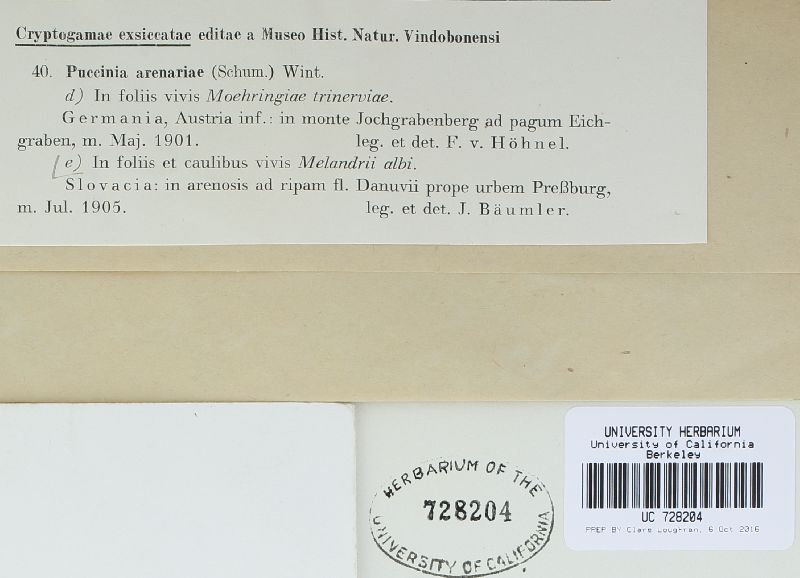 Cryptogamae exsiccatae editae a Museo Hist. Natur. Vindobonensi
40. Puccinia arenariae (Schum.) Wint.
d) In foliis vivis Moehringiae trinerviae.
Germania, Austria inf.: in monte Jochgrabenberg ad pagum Eich-
graben, m. Maj. 1901. leg. et det. F. v. Höhnel.
e) In foliis et caulibus vivis Melandrii albi.
Slovacia: in arenosis ad ripam fl. Danuvii prope urbem Preßburg,
m. Jul. 1905. leg. et det. J. Bäumler.
HERBARIUM OF THE
728204
UNIVERSITY OF CALIFORNIA
UNIVERSITY HERBARIUM
University of California
Berkeley
UC 728204
PREP BY Clare Loughran, 6 Oct 2016